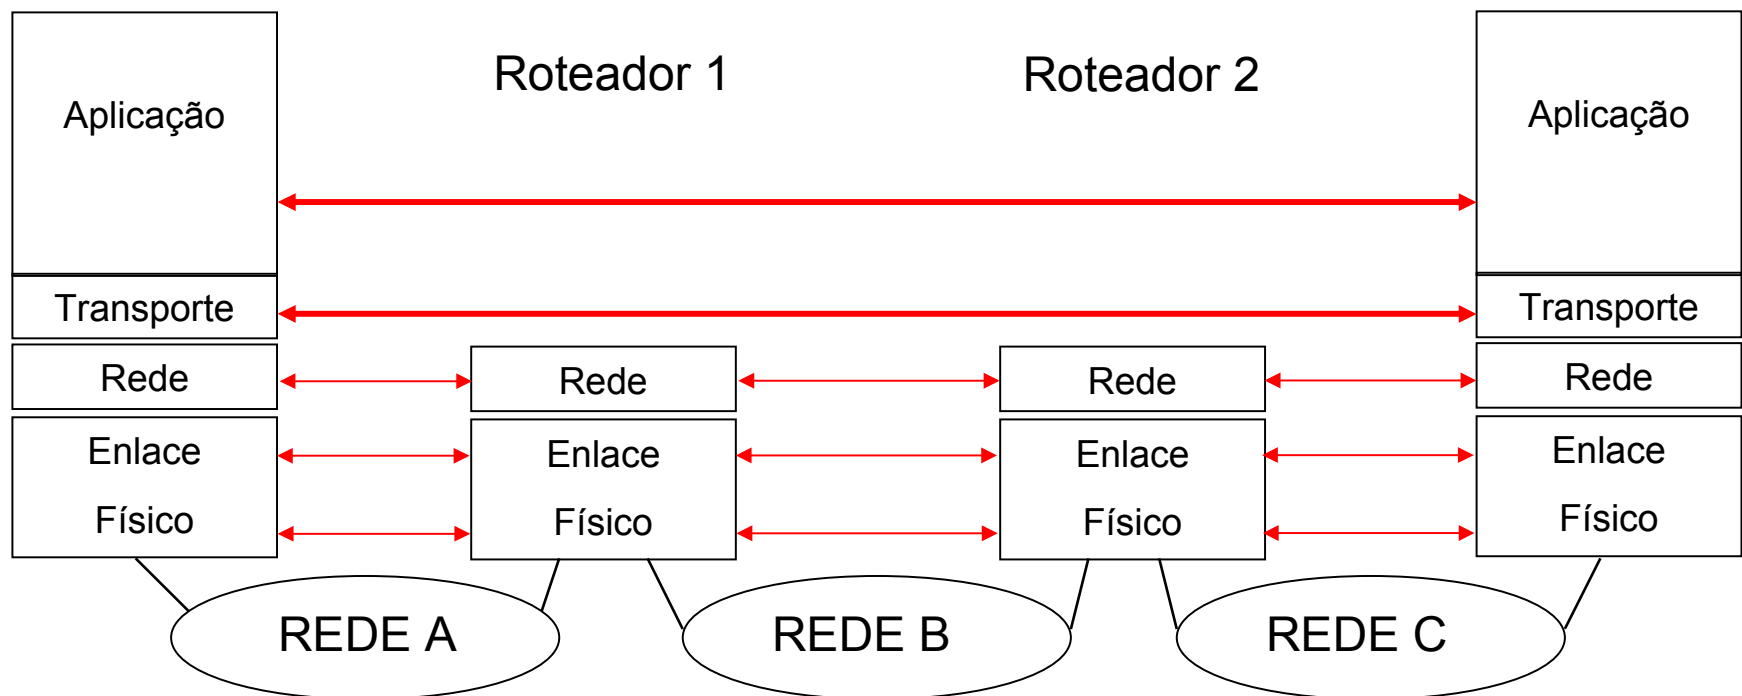 Roteador 1
Roteador 2
Aplicação
Aplicação
Transporte
Transporte
Rede
Rede
Rede
Rede
Enlace
Enlace
Enlace
Enlace
Físico
Físico
Físico
Físico
REDE A
REDE B
REDE C